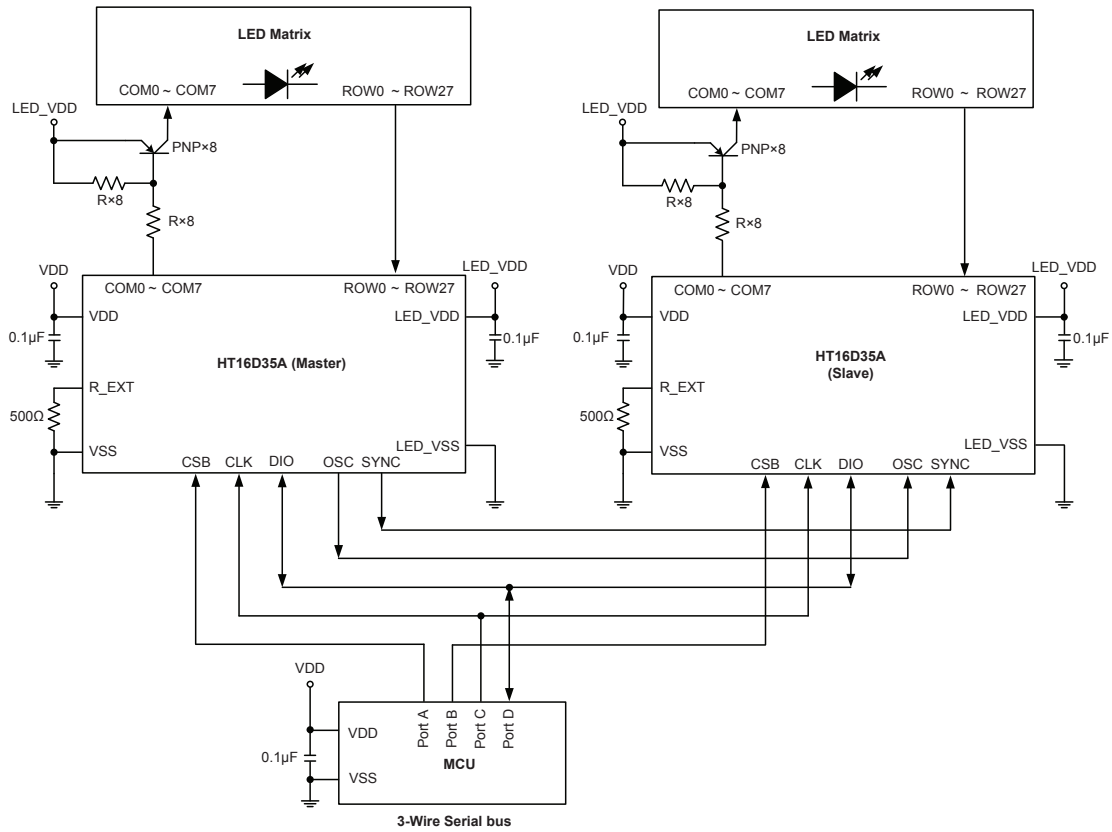 LED Matrix
COM0 ~ COM7
ROW0 ~ ROW27
LED_VDD
PNP×8
R×8
R×8
VDD
LED_VDD
COM0 ~ COM7
ROW0 ~ ROW27
VDD
LED_VDD
0.1μF
0.1μF
HT16D35A (Master)
R_EXT
500Ω
VSS
LED_VSS
CSB
CLK
DIO
OSC
SYNC
LED Matrix
COM0 ~ COM7
ROW0 ~ ROW27
LED_VDD
PNP×8
R×8
R×8
VDD
LED_VDD
COM0 ~ COM7
ROW0 ~ ROW27
VDD
LED_VDD
0.1μF
0.1μF
HT16D35A
(Slave)
R_EXT
500Ω
VSS
LED_VSS
CSB
CLK
DIO
OSC
SYNC
VDD
Port A
Port B
Port C
Port D
VDD
0.1μF
MCU
VSS
3-Wire Serial bus